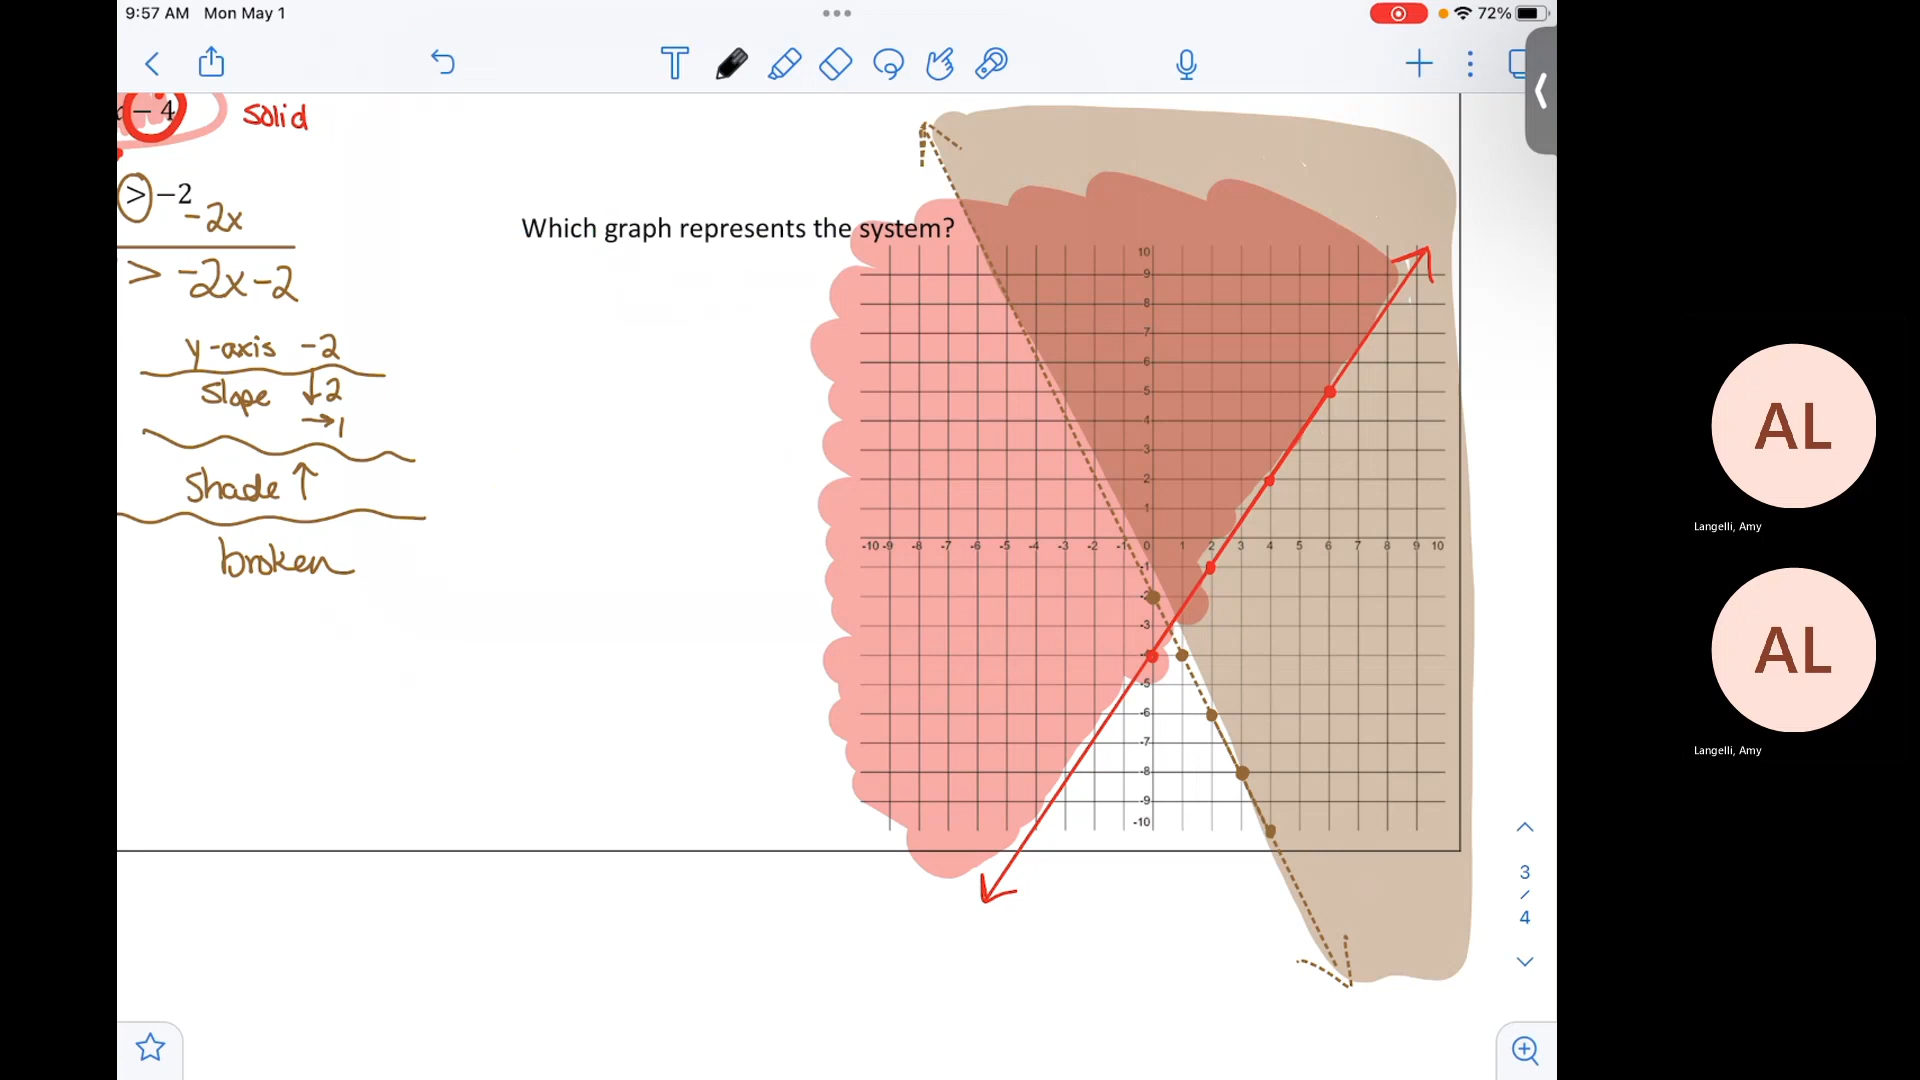 9:57 AM Mon May 1
72%
− 4 solid
> −2
-2x
> -2x-2
y-axis -2
Slope ↓2
→1
Shade ↑
broken
Which graph represents the system?
10
9
8
7
6
5
4
3
2
1
-10 -9 -8 -7 -6 -5 -4 -3 -2 -1 0 1 2 3 4 5 6 7 8 9 10
-1
-2
-3
-4
-5
-6
-7
-8
-9
-10
3
/
4
AL
Langelli, Amy
AL
Langelli, Amy